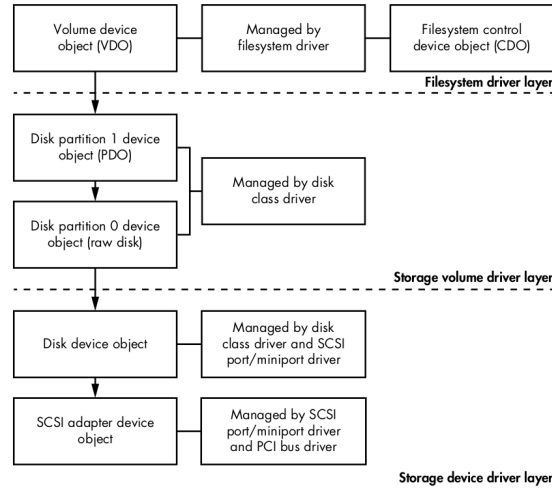 Volume device
object (VDO)
Managed by
filesystem driver
Filesystem control
device object (CDO)
Filesystem driver layer
Disk partition 1 device
object (PDO)
Managed by disk
class driver
Disk partition 0 device
object (raw disk)
Storage volume driver layer
Disk device object
Managed by disk
class driver and SCSI
port/miniport driver
SCSI adapter device
object
Managed by SCSI
port/miniport driver
and PCI bus driver
Storage device driver layer